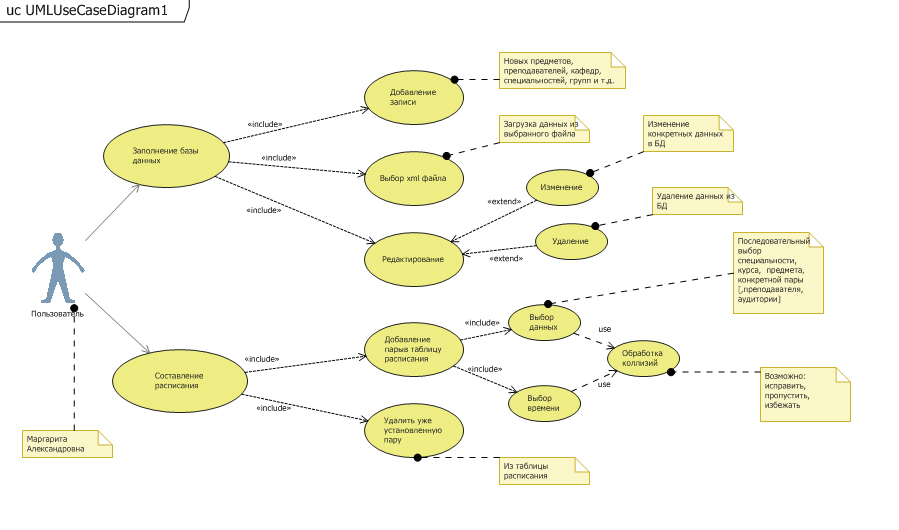 uc UMLUseCaseDiagram1
Новых предметов,
преподавателей, кафедр,
специальностей, групп и т.д.
Добавление
записи
«include»
Загрузка данных из
выбранного файла
Изменение
конкретных данных
в БД
Заполнение базы
данных
«include»
Выбор xml файла
Изменение
Удаление данных из
БД
«extend»
«include»
Удаление
Последовательный
выбор
специальности,
курса, предмета,
конкретной пары
[,преподавателя,
аудитории]
Редактирование
«extend»
Пользователь
Выбор
данных
«include»
use
Добавление
парыв таблицу
расписания
«include»
Обработка
коллизий
Составление
расписания
«include»
use
Возможно:
исправить,
пропустить,
избежать
Выбор
времени
«include»
Удалить уже
установленную
пару
Маргарита
Александровна
Из таблицы
расписания